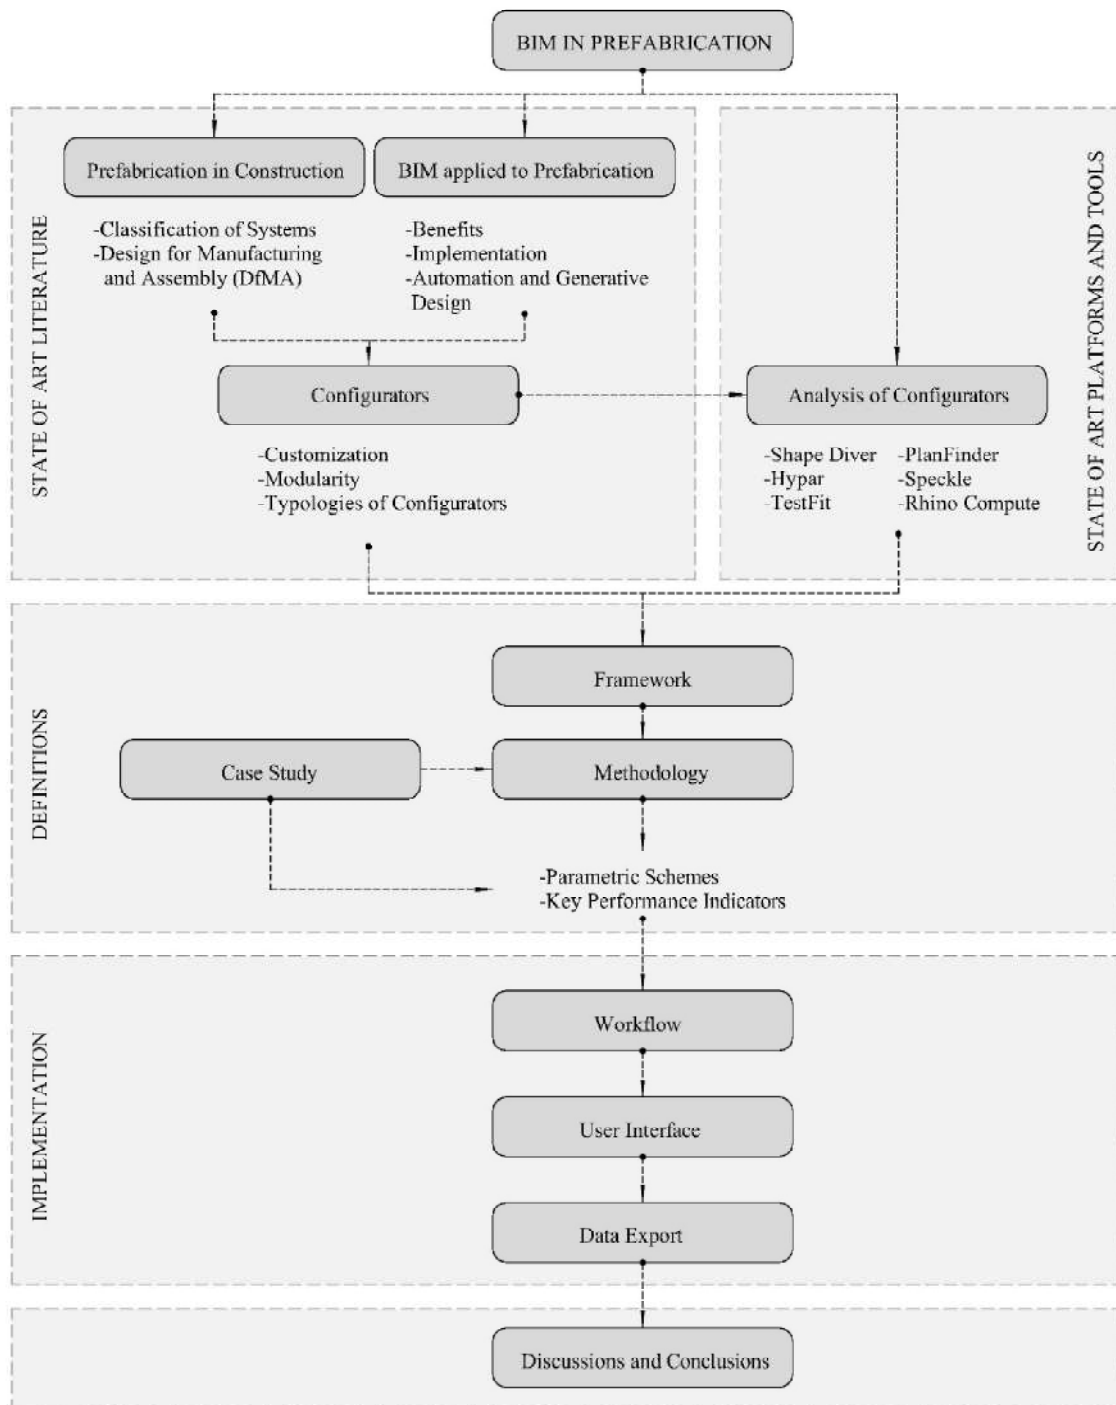 BIM IN PREFABRICATION
STATE OF ART LITERATURE
Prefabrication in Construction
-Classification of Systems
-Design for Manufacturing
and Assembly (DfMA)
BIM applied to Prefabrication
-Benefits
-Implementation
-Automation and Generative
Design
Configurators
-Customization
-Modularity
-Typologies of Configurators
STATE OF ART PLATFORMS AND TOOLS
Analysis of Configurators
-Shape Diver
-Hypar
-TestFit
-PlanFinder
-Speckle
-Rhino Compute
DEFINITIONS
Framework
Case Study
Methodology
-Parametric Schemes
-Key Performance Indicators
IMPLEMENTATION
Workflow
User Interface
Data Export
Discussions and Conclusions